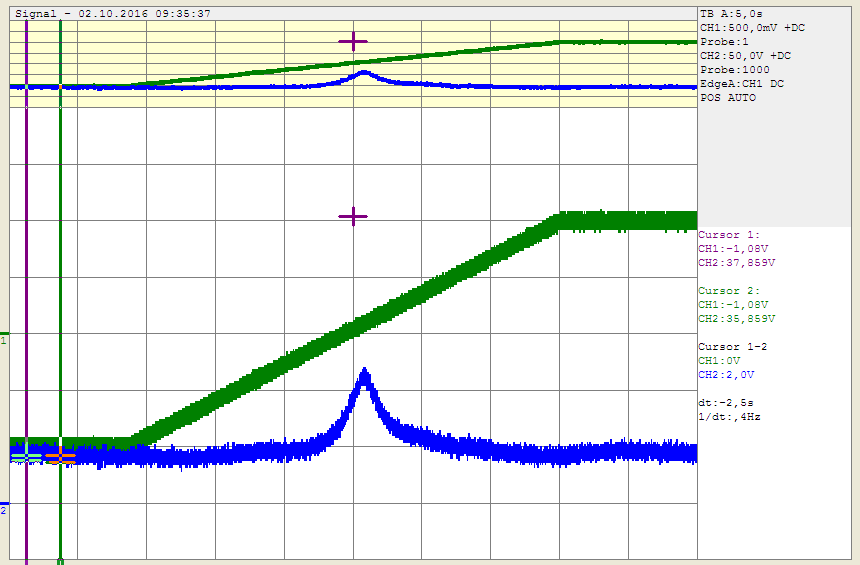 Signal - 02.10.2016 09:35:37
TB A:5,0s
CH1:500,0mV +DC
Probe:1
CH2:50,0V +DC
Probe:1000
EdgeA:CH1 DC
POS AUTO
Cursor 1:
CH1:-1,08V
CH2:37,859V
Cursor 2:
CH1:-1,08V
CH2:35,859V
Cursor 1-2
CH1:0V
CH2:2,0V
dt:-2,5s
1/dt:,4Hz
1
2